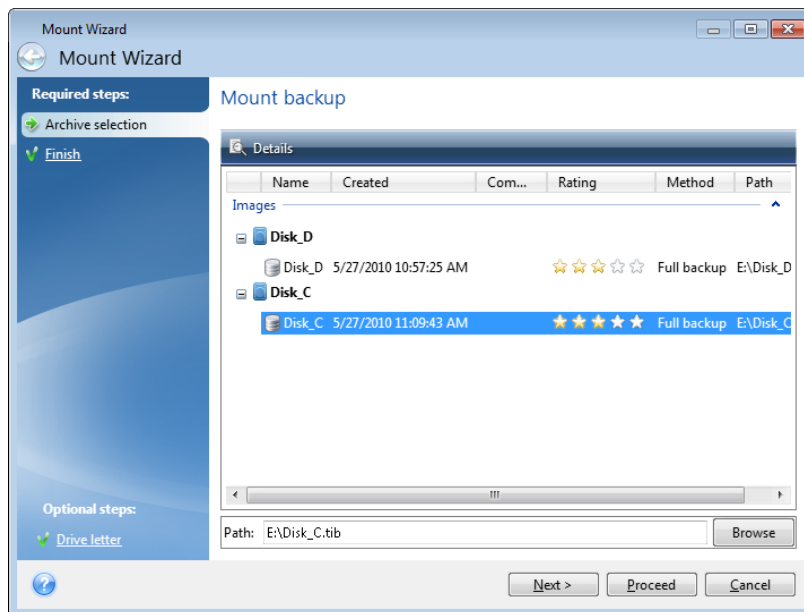 Mount Wizard
Mount Wizard
Required steps:
Archive selection
Finish
Optional steps:
Drive letter
Mount backup
Details
Name Created Com... Rating Method Path
Images
Disk_D
Disk_D 5/27/2010 10:57:25 AM Full backup E:\Disk_D
Disk_C
Disk_C 5/27/2010 11:09:43 AM Full backup E:\Disk_C
Path: E:\Disk_C.tib Browse
? Next > Proceed Cancel